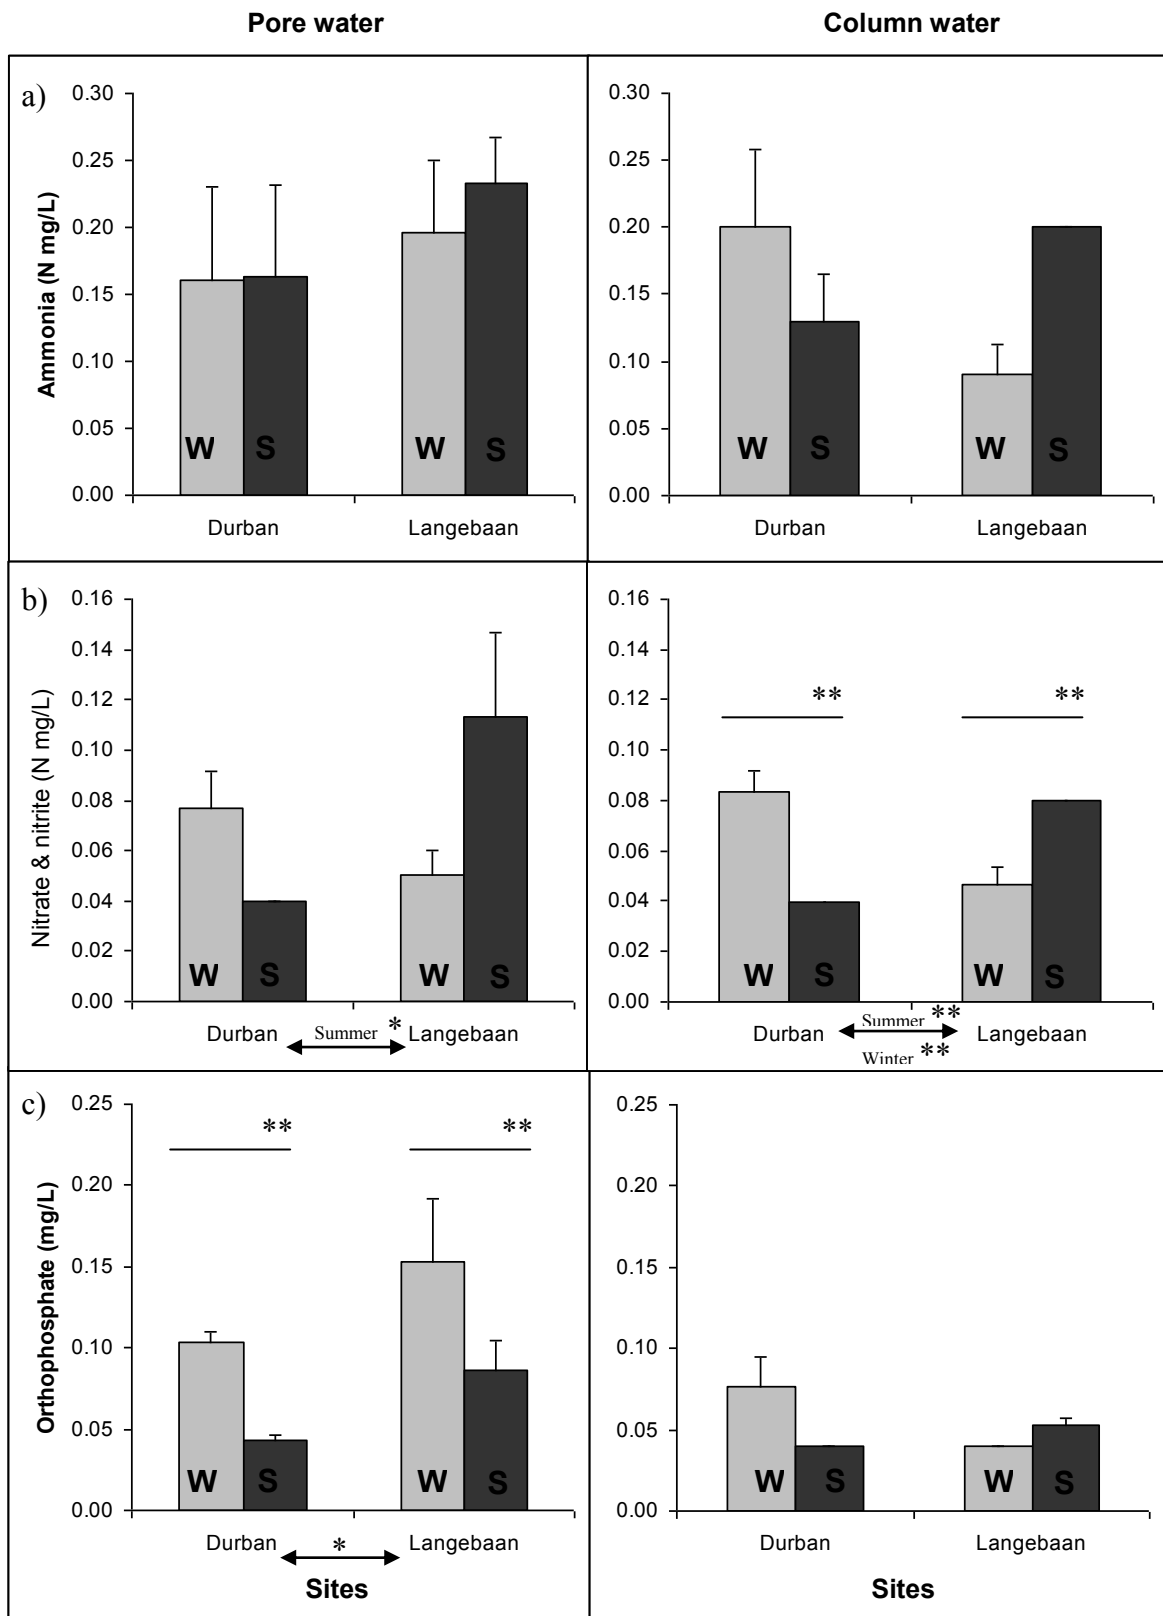 Pore water
Column water
a)
Ammonia (N mg/L)
0.30
0.25
0.20
0.15
0.10
0.05
0.00
W
S
W
S
Durban
Langebaan
0.30
0.25
0.20
0.15
0.10
0.05
0.00
W
S
W
S
Durban
Langebaan
b)
Nitrate & nitrite (N mg/L)
0.16
0.14
0.12
0.10
0.08
0.06
0.04
0.02
0.00
W
S
W
S
Durban
Langebaan
Summer *
0.16
0.14
0.12
0.10
0.08
0.06
0.04
0.02
0.00
**
**
W
S
W
S
Durban
Langebaan
Summer **
Winter **
c)
Orthophosphate (mg/L)
0.25
0.20
0.15
0.10
0.05
0.00
**
**
W
S
W
S
Durban
Langebaan
*
Sites
0.25
0.20
0.15
0.10
0.05
0.00
W
S
W
S
Durban
Langebaan
Sites